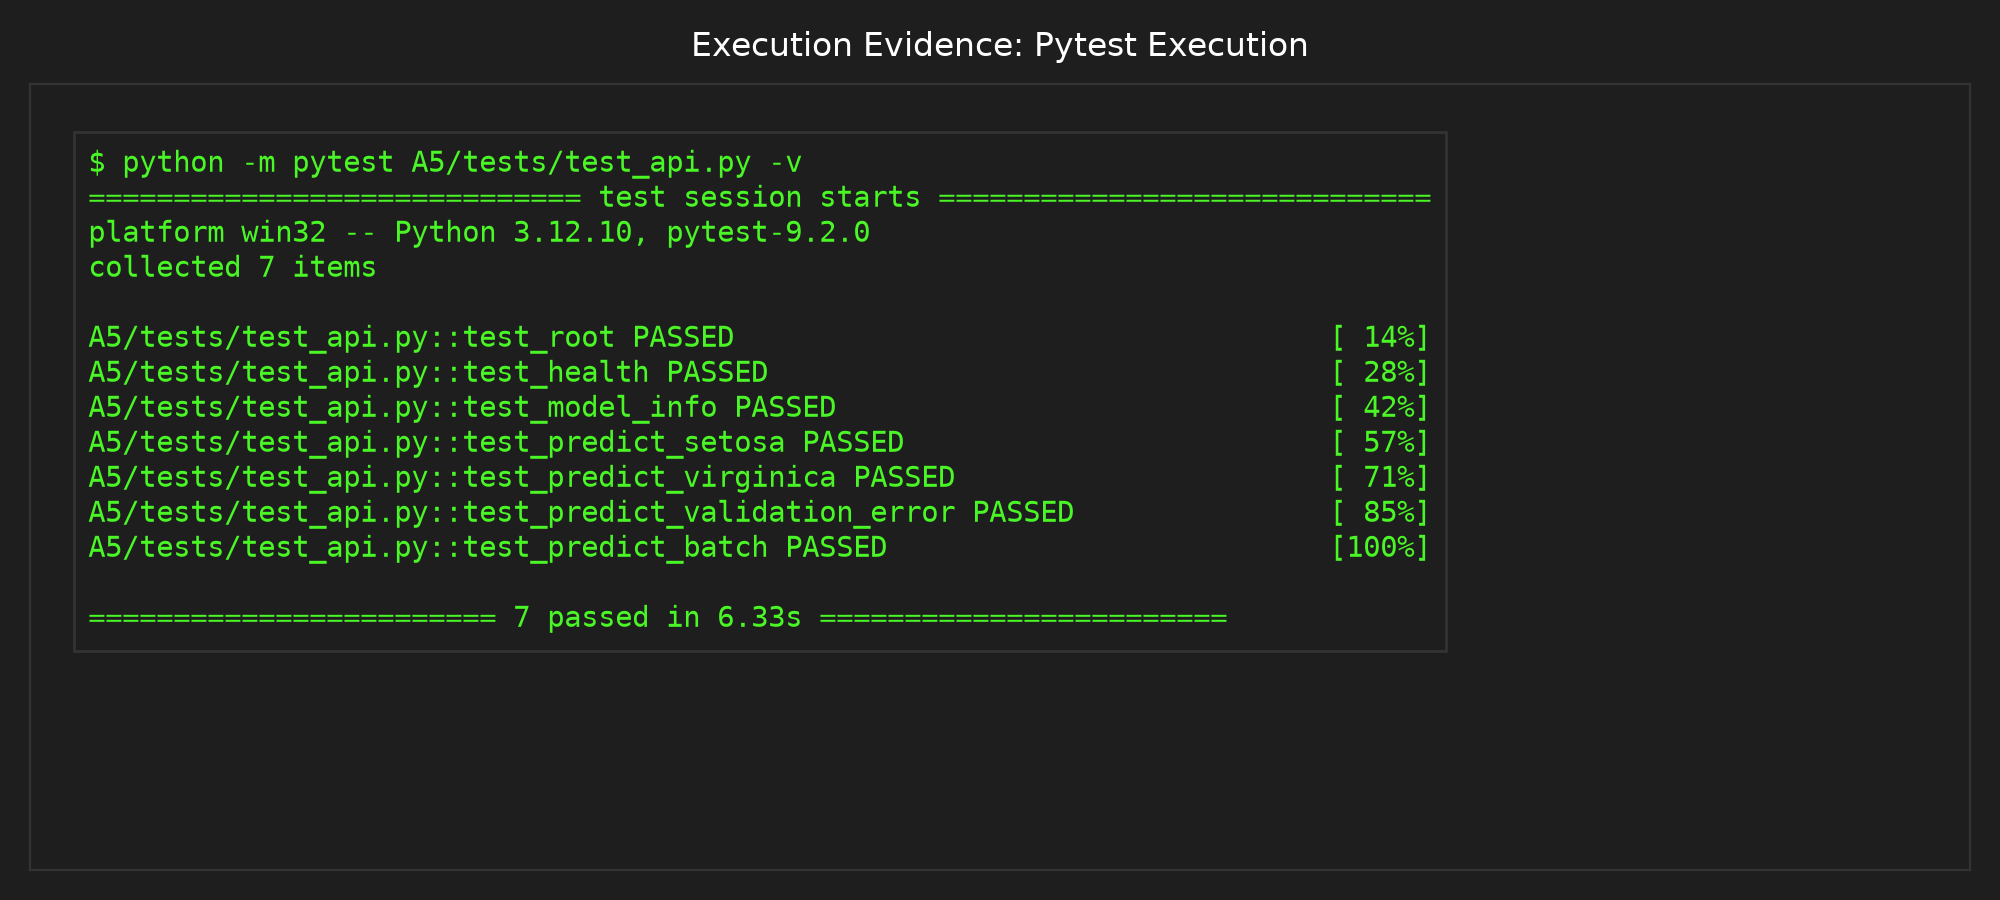 Execution Evidence: Pytest Execution
$ python -m pytest A5/tests/test_api.py -v
============================= test session starts =============================
platform win32 -- Python 3.12.10, pytest-9.2.0
collected 7 items
A5/tests/test_api.py::test_root PASSED [ 14%]
A5/tests/test_api.py::test_health PASSED [ 28%]
A5/tests/test_api.py::test_model_info PASSED [ 42%]
A5/tests/test_api.py::test_predict_setosa PASSED [ 57%]
A5/tests/test_api.py::test_predict_virginica PASSED [ 71%]
A5/tests/test_api.py::test_predict_validation_error PASSED [ 85%]
A5/tests/test_api.py::test_predict_batch PASSED [100%]
======================== 7 passed in 6.33s ========================